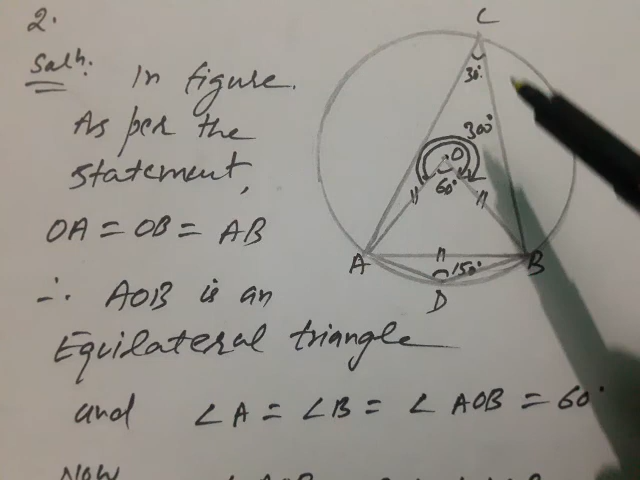 2.
Soln. In figure.
As per the
statement,
OA = OB = AB
∴ AOB is an
Equilateral triangle
and ∠A = ∠B = ∠AOB = 60°
Now
C
30°
300°
O
60°
A
150°
B
D